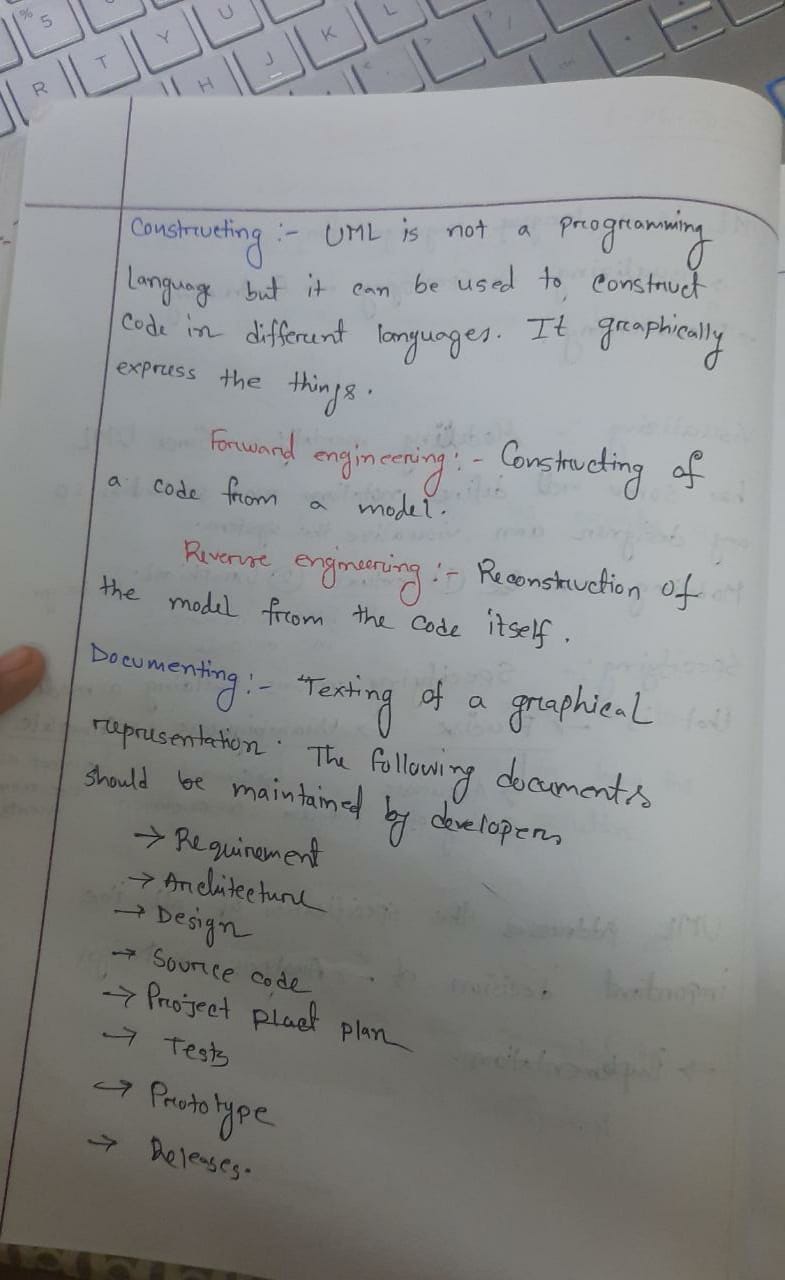 % 5
R T Y U
H J K L
Constructing :- UML is not a programming
language but it can be used to construct
code in different languages. It graphically
express the things.
Forward engineering :- Constructing of
a code from a model.
Reverse engineering :- Reconstruction of
the model from the code itself.
Documenting :- Texting of a graphical
representation. The following documents
should be maintained by developers
→ Requirement
→ Architecture
→ Design
→ Source code
→ Project plan
→ Tests
→ Prototype
→ Releases.